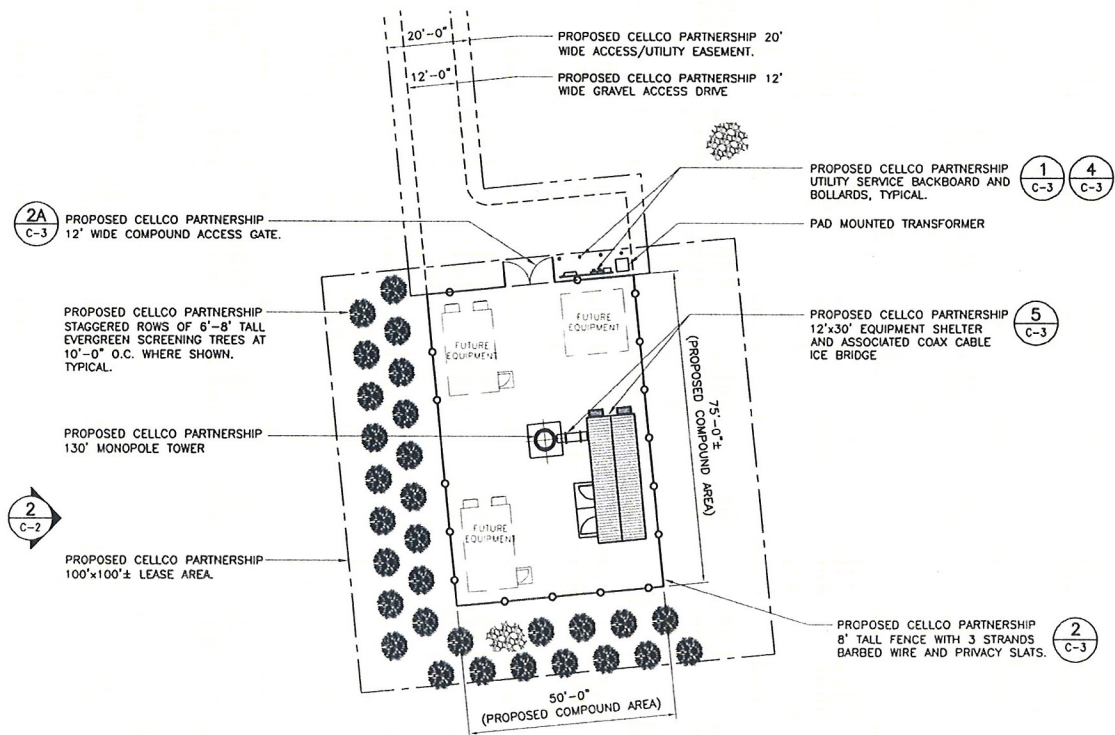 20'-0"
PROPOSED CELLCO PARTNERSHIP 20'
WIDE ACCESS/UTILITY EASEMENT.
12'-0"
PROPOSED CELLCO PARTNERSHIP 12'
WIDE GRAVEL ACCESS DRIVE
PROPOSED CELLCO PARTNERSHIP
UTILITY SERVICE BACKBOARD AND
BOLLARDS, TYPICAL.
1
C-3
4
C-3
2A
C-3
PROPOSED CELLCO PARTNERSHIP
12' WIDE COMPOUND ACCESS GATE.
PAD MOUNTED TRANSFORMER
PROPOSED CELLCO PARTNERSHIP
STAGGERED ROWS OF 6'-8' TALL
EVERGREEN SCREENING TREES AT
10'-0" O.C. WHERE SHOWN.
TYPICAL.
FUTURE
EQUIPMENT
FUTURE
EQUIPMENT
PROPOSED CELLCO PARTNERSHIP
12'x30' EQUIPMENT SHELTER
AND ASSOCIATED COAX CABLE
ICE BRIDGE
5
C-3
75'-0"±
(PROPOSED COMPOUND AREA)
PROPOSED CELLCO PARTNERSHIP
130' MONOPOLE TOWER
2
C-2
FUTURE
EQUIPMENT
PROPOSED CELLCO PARTNERSHIP
100'x100'± LEASE AREA.
PROPOSED CELLCO PARTNERSHIP
8' TALL FENCE WITH 3 STRANDS
BARBED WIRE AND PRIVACY SLATS.
2
C-3
50'-0"
(PROPOSED COMPOUND AREA)